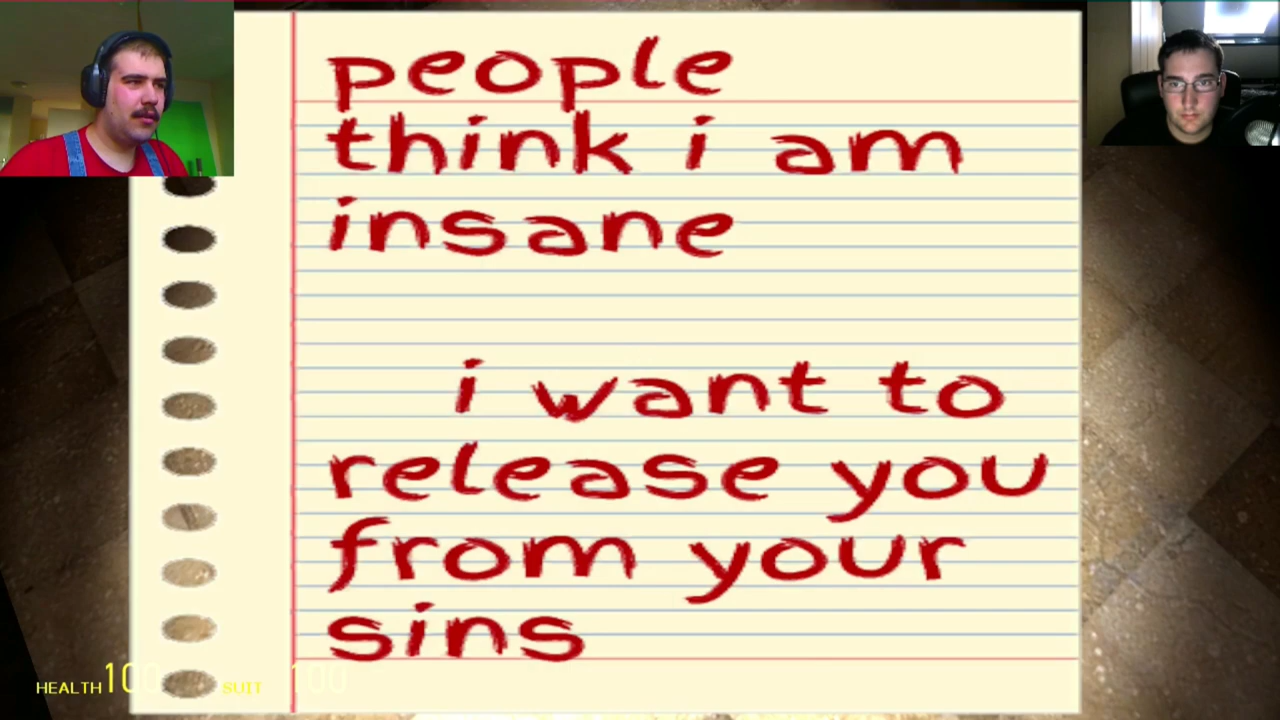 people
think i am
insane
i want to
release you
from your
sins
HEALTH 100 SUIT 100